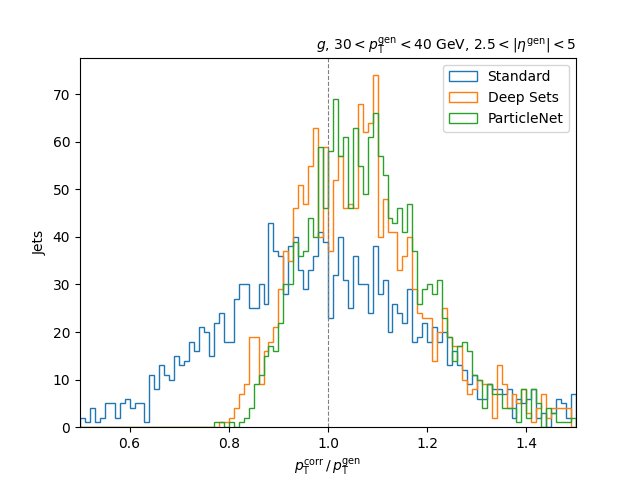 g, 30 < p_T^gen < 40 GeV, 2.5 < |η^gen| < 5
Standard
Deep Sets
ParticleNet
Jets
70
60
50
40
30
20
10
0
0.6 0.8 1.0 1.2 1.4
p_T^corr / p_T^gen